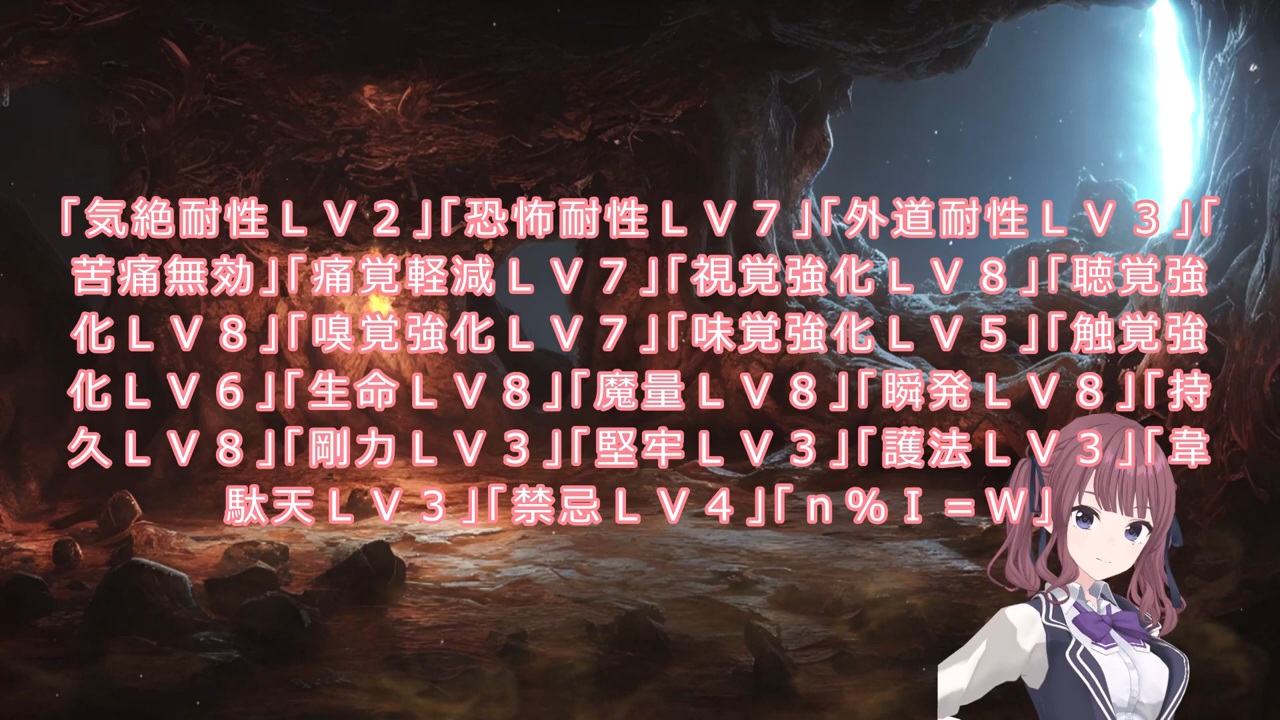 「気絶耐性ＬＶ２」「恐怖耐性ＬＶ７」「外道耐性ＬＶ３」「
苦痛無効」「痛覚軽減ＬＶ７」「視覚強化ＬＶ８」「聴覚強
化ＬＶ８」「嗅覚強化ＬＶ７」「味覚強化ＬＶ５」「触覚強
化ＬＶ６」「生命ＬＶ８」「魔量ＬＶ８」「瞬発ＬＶ８」「持
久ＬＶ８」「剛力ＬＶ３」「堅牢ＬＶ３」「護法ＬＶ３」「韋
駄天ＬＶ３」「禁忌ＬＶ４」「ｎ％Ｉ＝Ｗ」